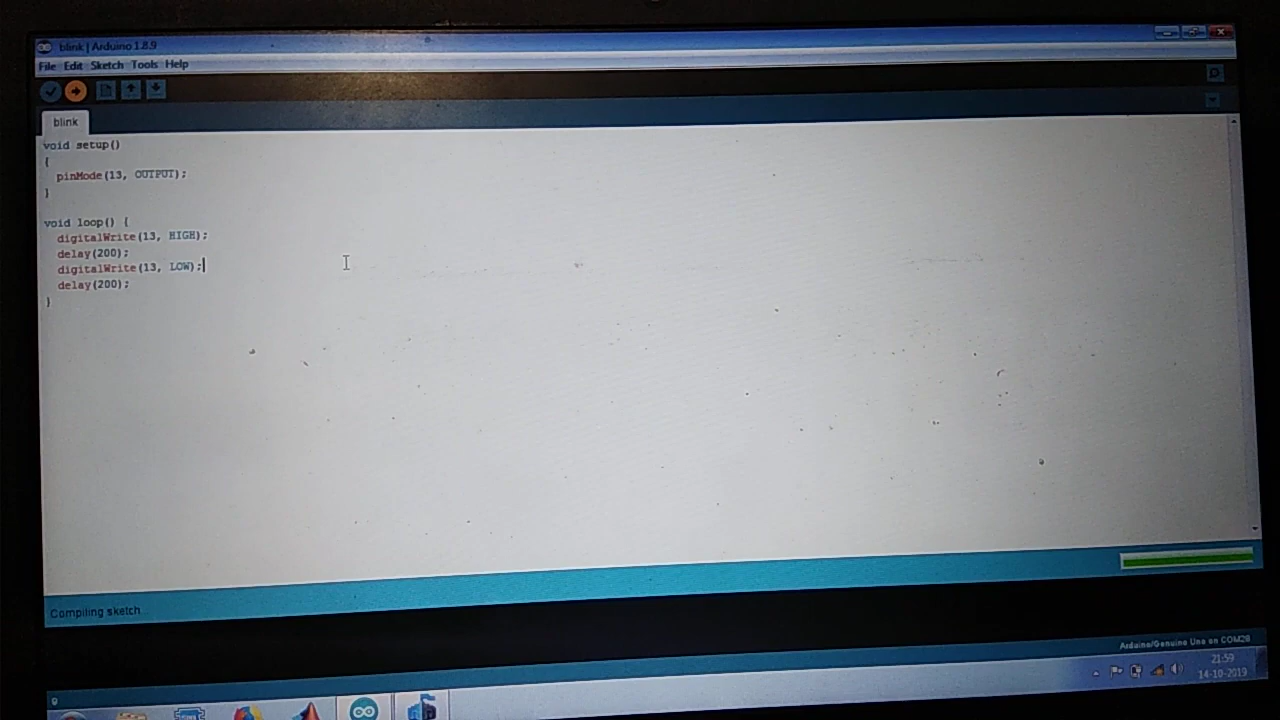 blink | Arduino 1.8.9
File Edit Sketch Tools Help
blink
void setup()
{
pinMode(13, OUTPUT);
}
void loop() {
digitalWrite(13, HIGH);
delay(200);
digitalWrite(13, LOW);
delay(200);
}
Compiling sketch
Arduino/Genuino Uno on COM29
9
21:59
14-10-2019